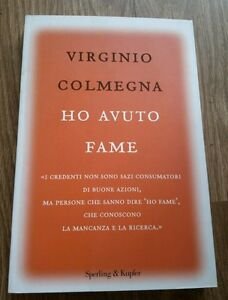 VIRGINIO
COLMEGNA
HO AVUTO
FAME
«I CREDENTI NON SONO SAZI CONSUMATORI
DI BUONE AZIONI,
MA PERSONE CHE SANNO DIRE "HO FAME",
CHE CONOSCONO
LA MANCANZA E LA RICERCA.»
Sperling & Kupfer